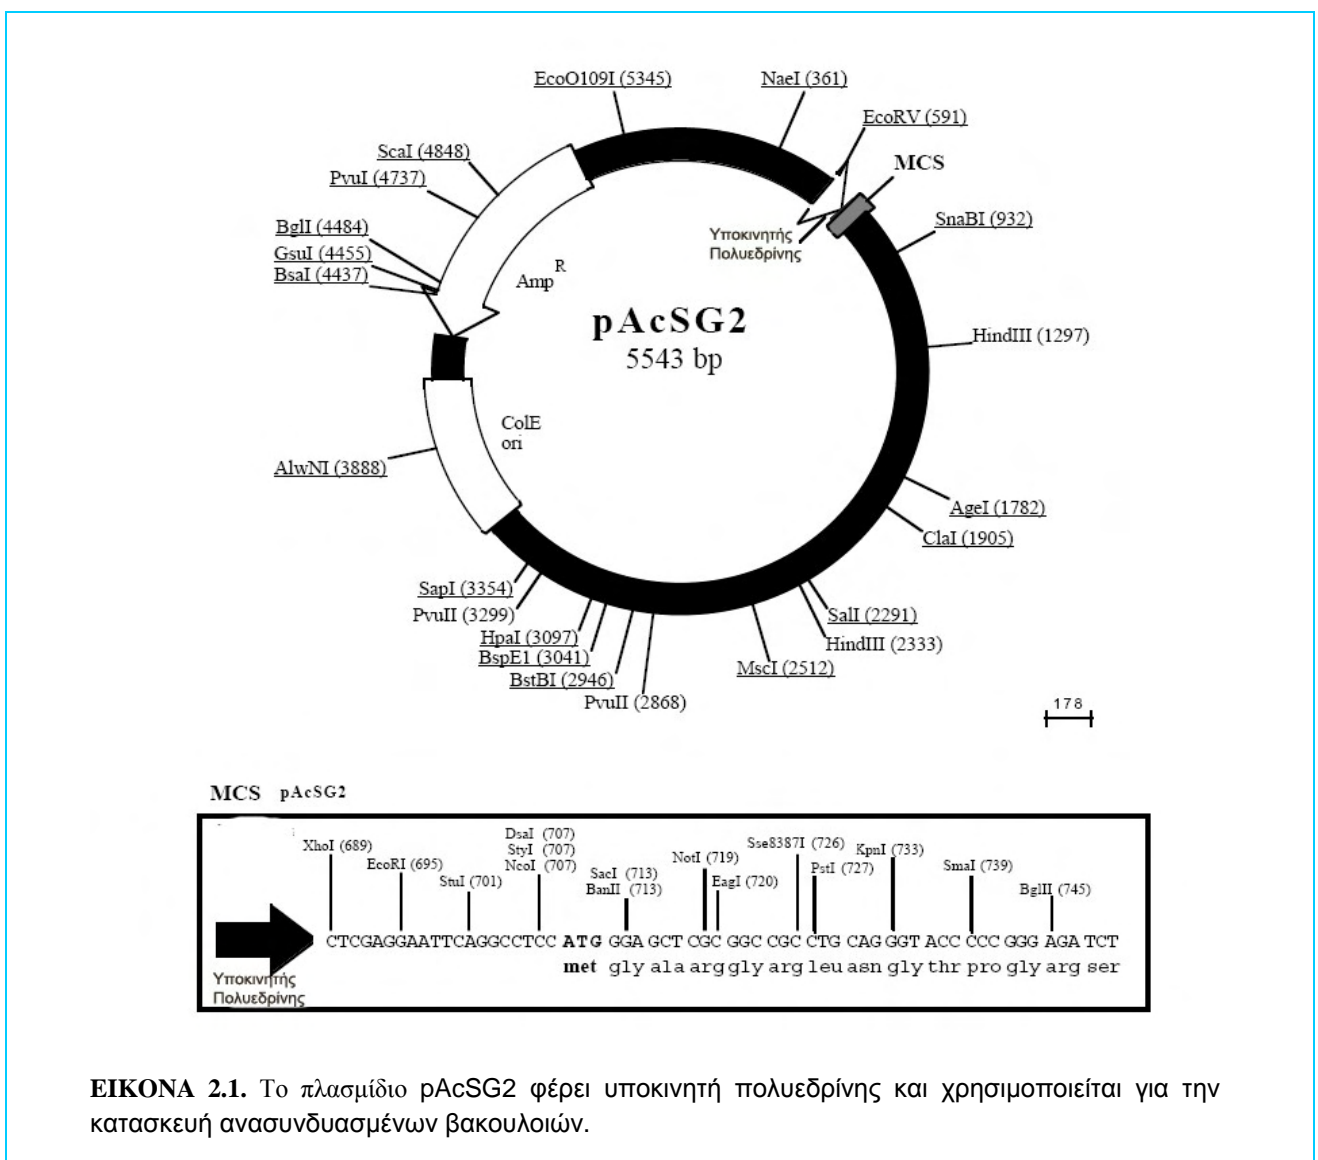 EcoO109I (5345)
NaeI (361)
EcoRV (591)
MCS
ScaI (4848)
PvuI (4737)
SnaBI (932)
BglI (4484)
GsuI (4455)
BsaI (4437)
Υποκινητής
Πολυεδρίνης
Amp R
pAcSG2
5543 bp
HindIII (1297)
ColE
ori
AlwNI (3888)
AgeI (1782)
ClaI (1905)
SapI (3354)
PvuII (3299)
HpaI (3097)
BspE1 (3041)
BstBI (2946)
PvuII (2868)
SalI (2291)
HindIII (2333)
MscI (2512)
178
MCS pAcSG2
XhoI (689)
EcoRI (695)
StuI (701)
DsaI (707)
StyI (707)
NcoI (707)
SacI (713)
BanII (713)
NotI (719)
EagI (720)
Sse8387I (726)
PstI (727)
KpnI (733)
SmaI (739)
BglII (745)
CTCGAGGAATTCAGGCCTCC ATG GGA GCT CGC GGC CGC CTG CAG GGT ACC CCC GGG AGA TCT
met gly ala arg gly arg leu asn gly thr pro gly arg ser
Υποκινητής
Πολυεδρίνης
ΕΙΚΟΝΑ 2.1. Το πλασμίδιο pAcSG2 φέρει υποκινητή πολυεδρίνης και χρησιμοποιείται για την
κατασκευή ανασυνδυασμένων βακουλοιών.